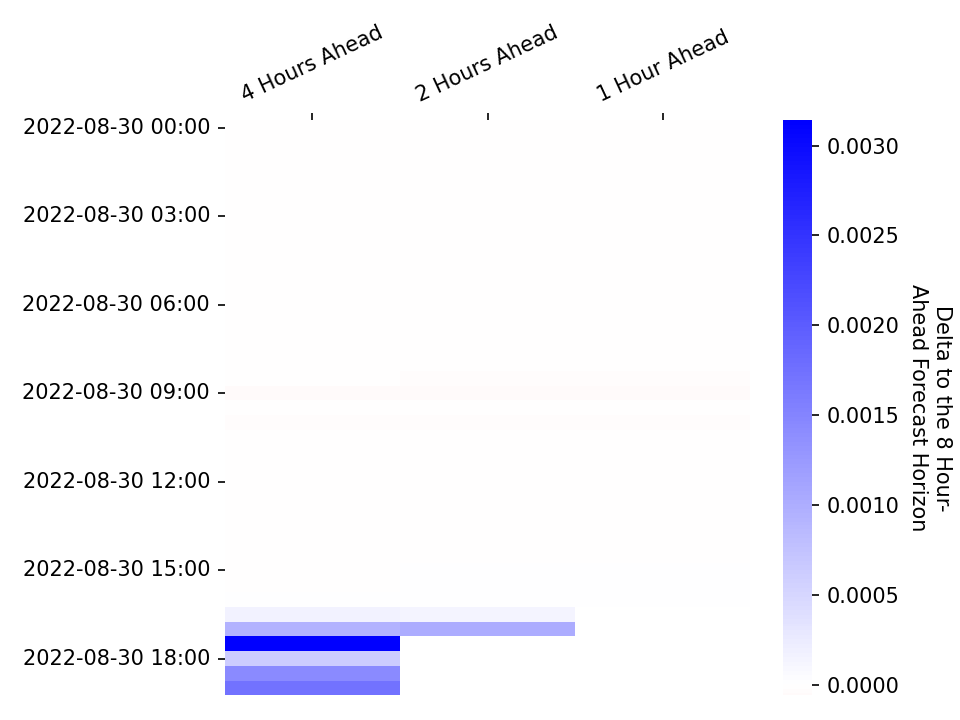 4 Hours Ahead
2 Hours Ahead
1 Hour Ahead
2022-08-30 00:00
2022-08-30 03:00
2022-08-30 06:00
2022-08-30 09:00
2022-08-30 12:00
2022-08-30 15:00
2022-08-30 18:00
0.0030
0.0025
0.0020
0.0015
0.0010
0.0005
0.0000
Delta to the 8 Hour-
Ahead Forecast Horizon